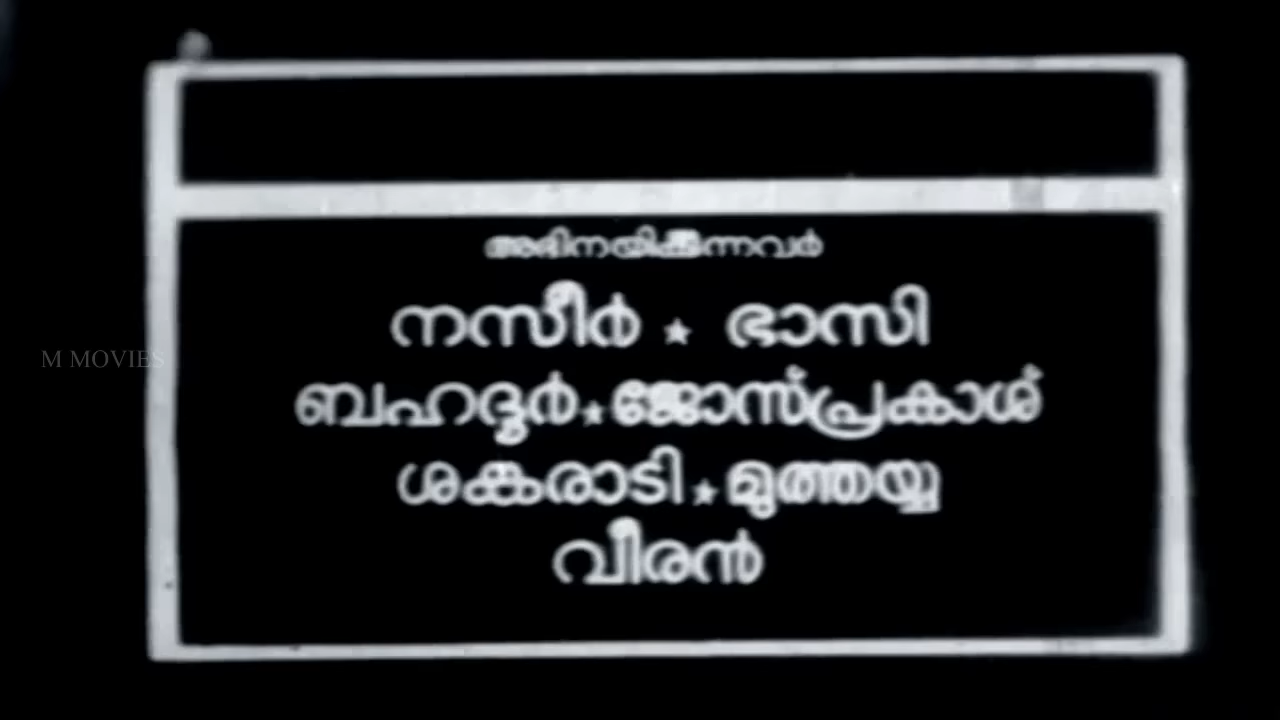 അഭിനയിക്കുന്നവർ
നസീർ ★ ഭാസി
ബഹദൂർ ★ ജോസ്പ്രകാശ്
M MOVIES
ശങ്കരാടി ★ മുത്തയ്യ
വീരൻ